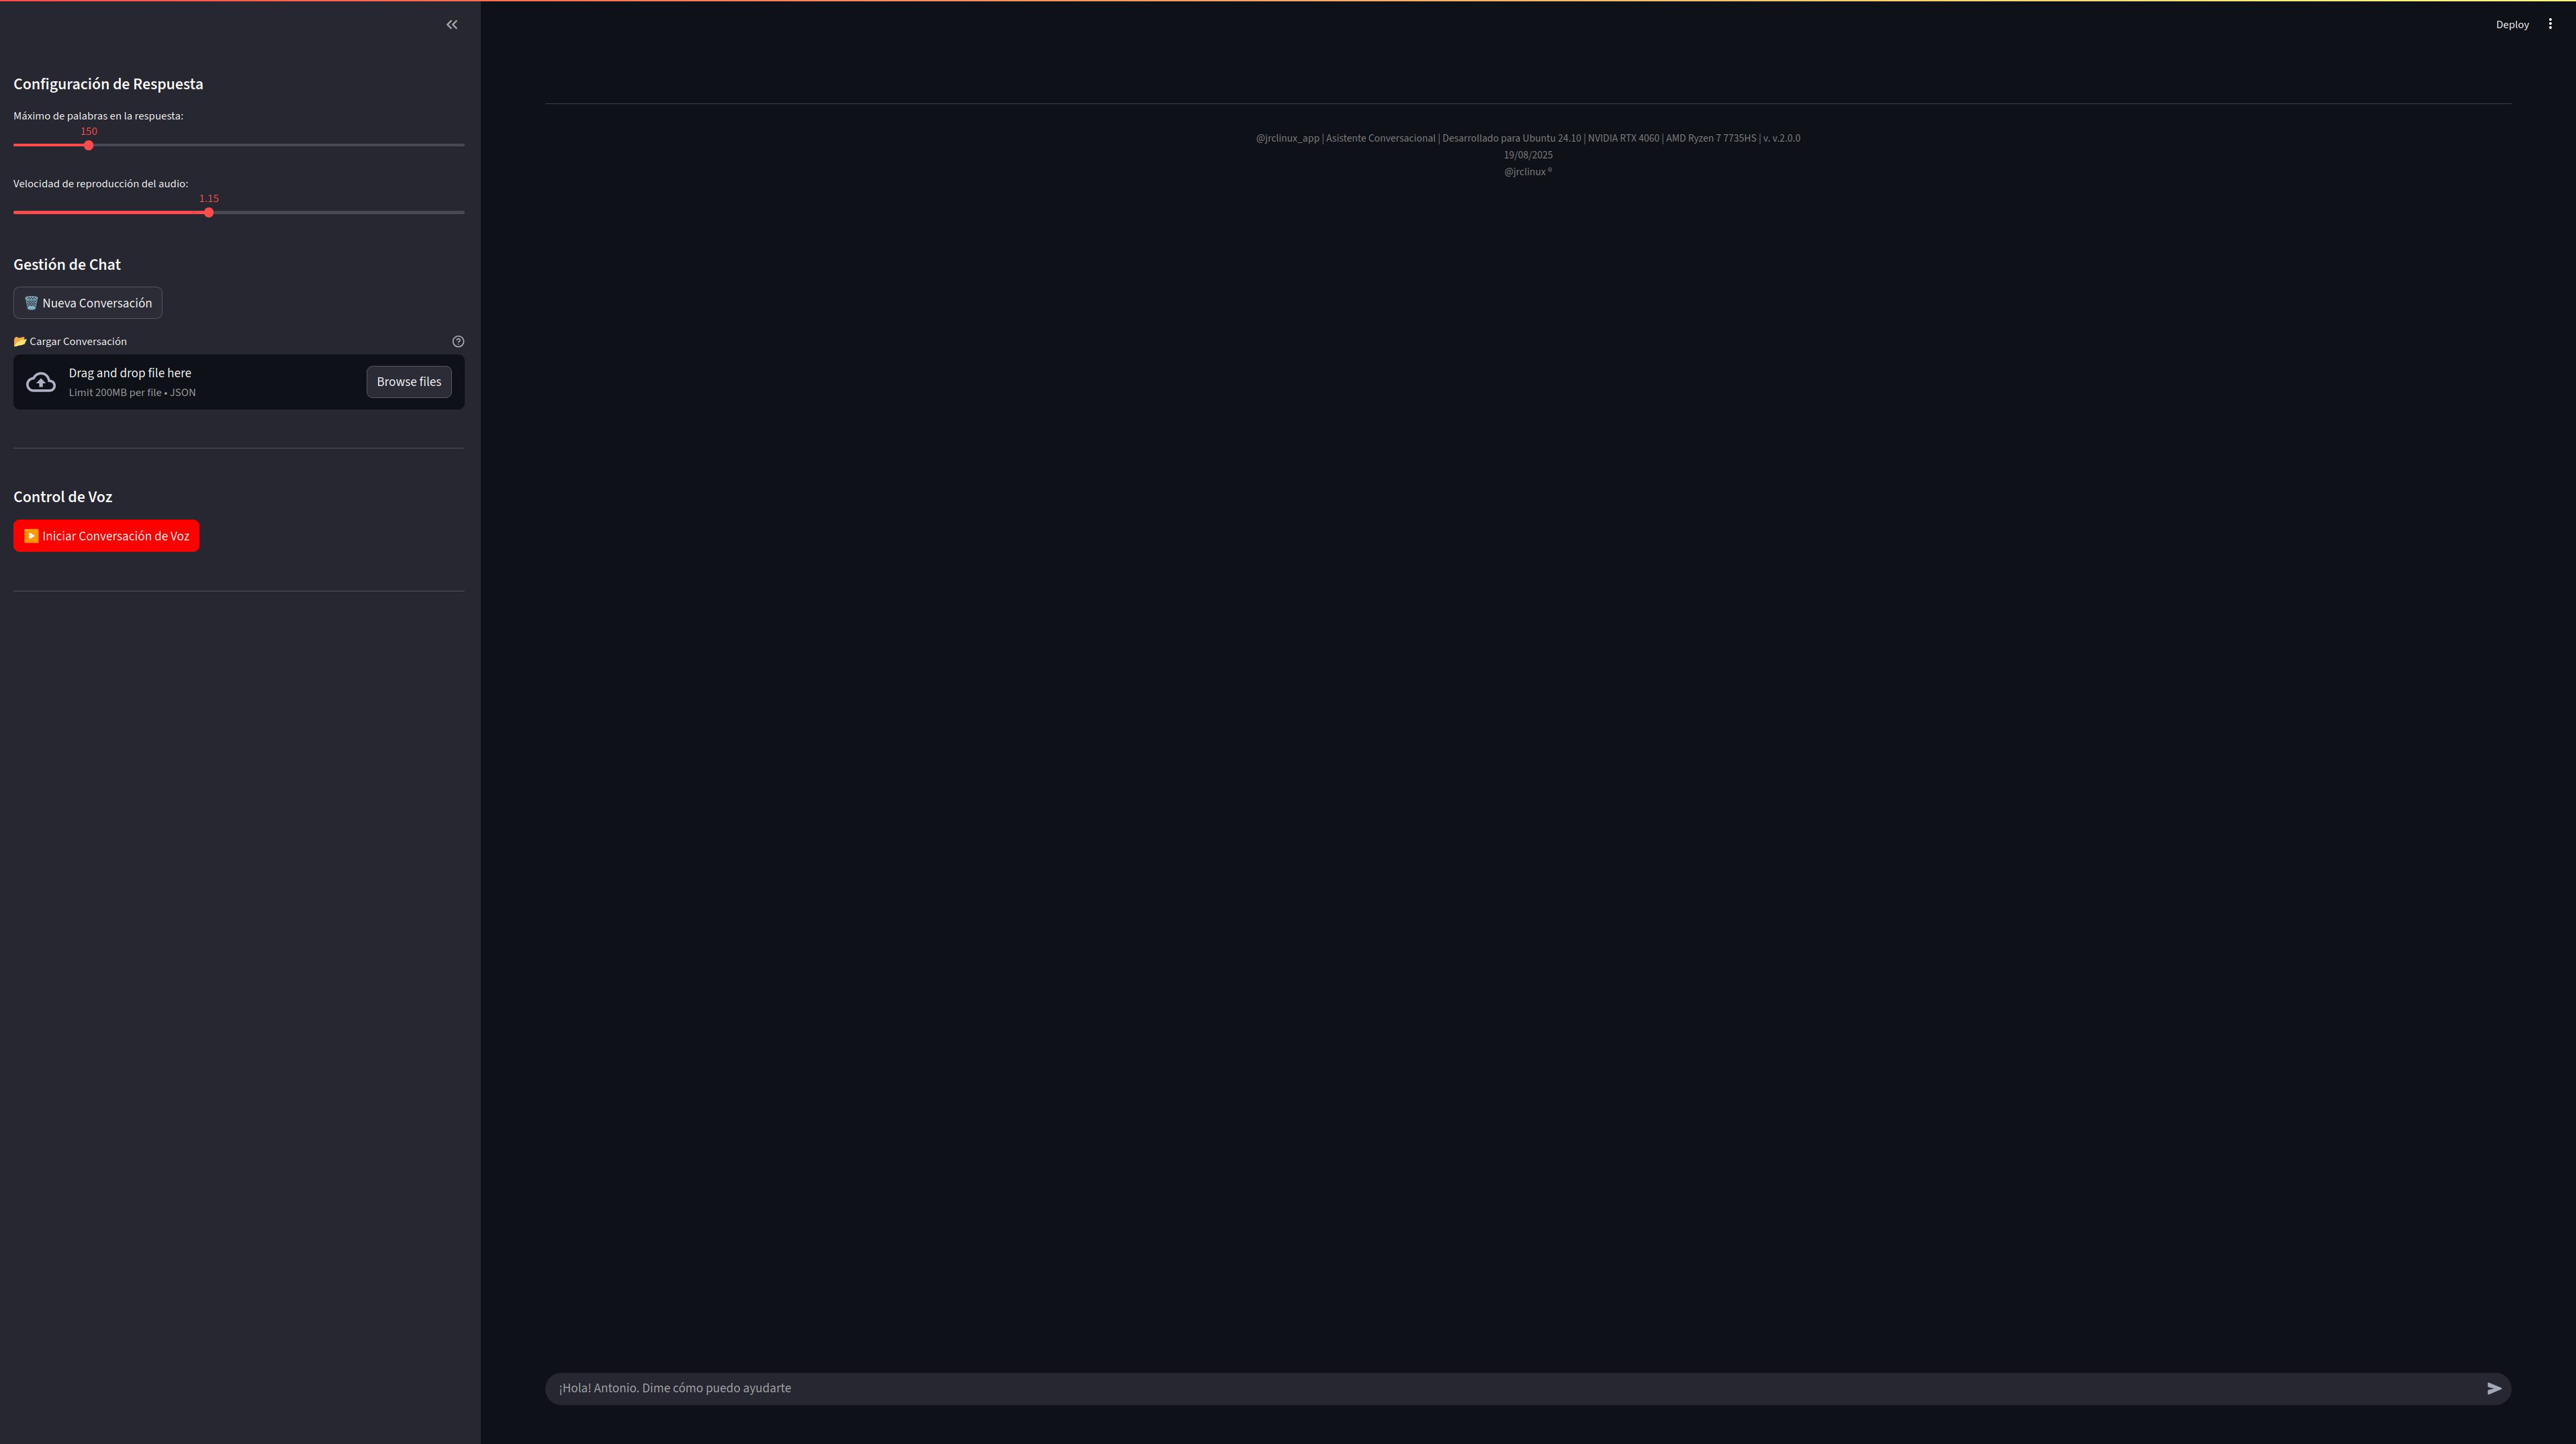 Deploy
Configuración de Respuesta
Máximo de palabras en la respuesta:
150
Velocidad de reproducción del audio:
1.15
Gestión de Chat
🗑️ Nueva Conversación
📂 Cargar Conversación
Drag and drop file here
Limit 200MB per file • JSON
Browse files
Control de Voz
▶️ Iniciar Conversación de Voz
@jrclinux_app | Asistente Conversacional | Desarrollado para Ubuntu 24.10 | NVIDIA RTX 4060 | AMD Ryzen 7 7735HS | v. v.2.0.0
19/08/2025
@jrclinux ®
¡Hola! Antonio. Dime cómo puedo ayudarte